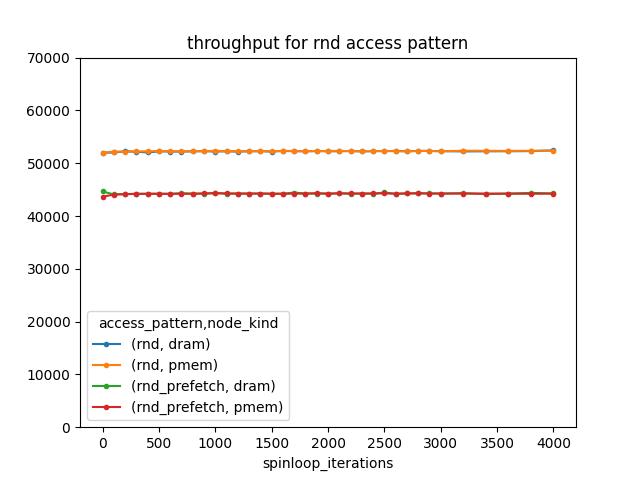 throughput for rnd access pattern
70000
60000
50000
40000
30000
20000
10000
0
access_pattern,node_kind
(rnd, dram)
(rnd, pmem)
(rnd_prefetch, dram)
(rnd_prefetch, pmem)
0 500 1000 1500 2000 2500 3000 3500 4000
spinloop_iterations